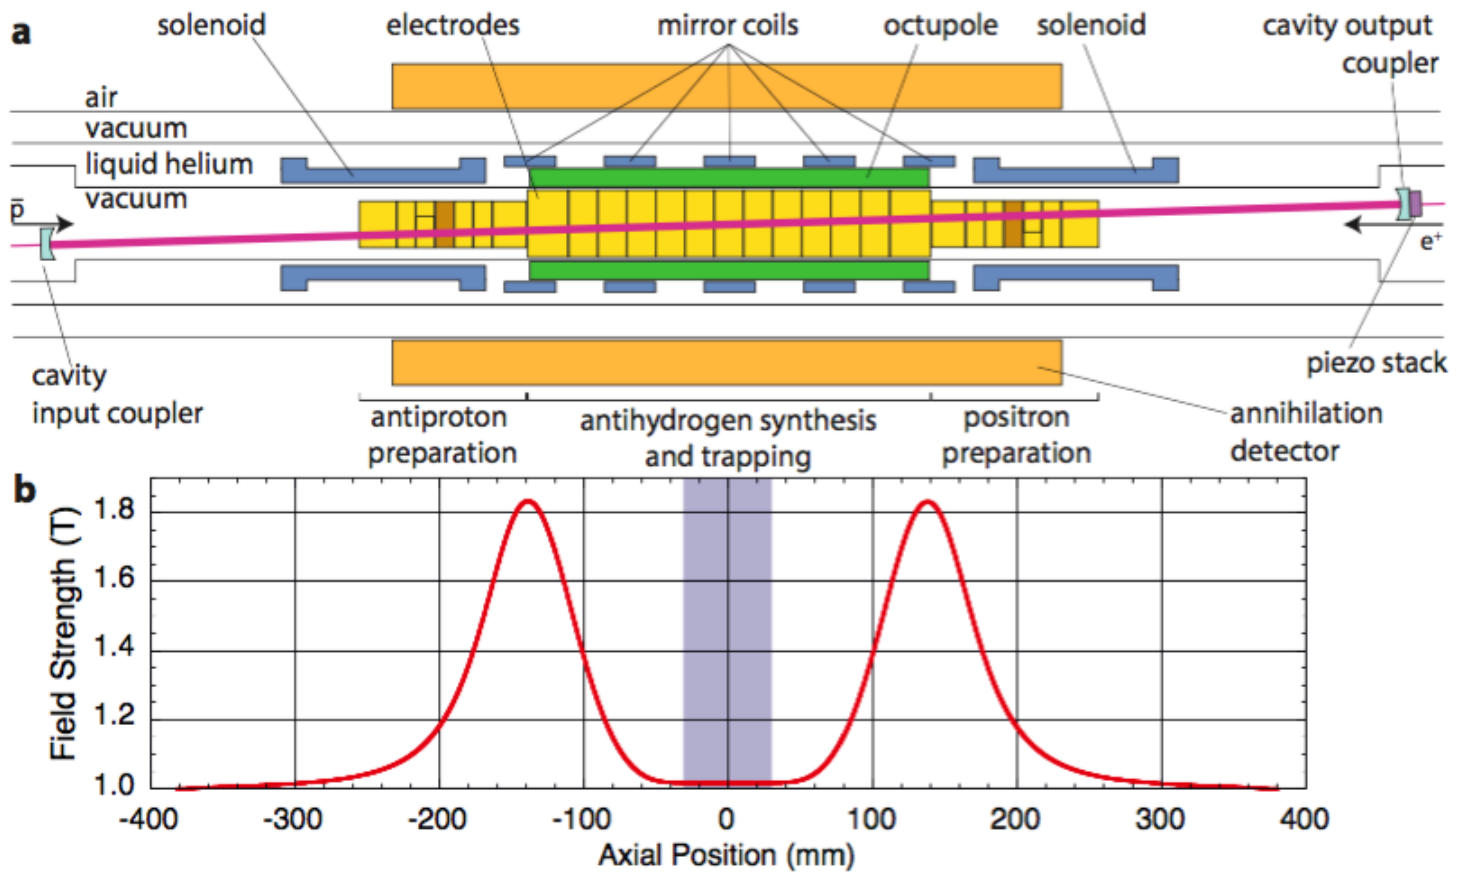 a
solenoid
electrodes
mirror coils
octupole
solenoid
cavity output
coupler
air
vacuum
liquid helium
vacuum
p̅
e⁺
cavity
input coupler
piezo stack
antiproton
preparation
antihydrogen synthesis
and trapping
positron
preparation
annihilation
detector
b
Field Strength (T)
1.8
1.6
1.4
1.2
1.0
-400 -300 -200 -100 0 100 200 300 400
Axial Position (mm)